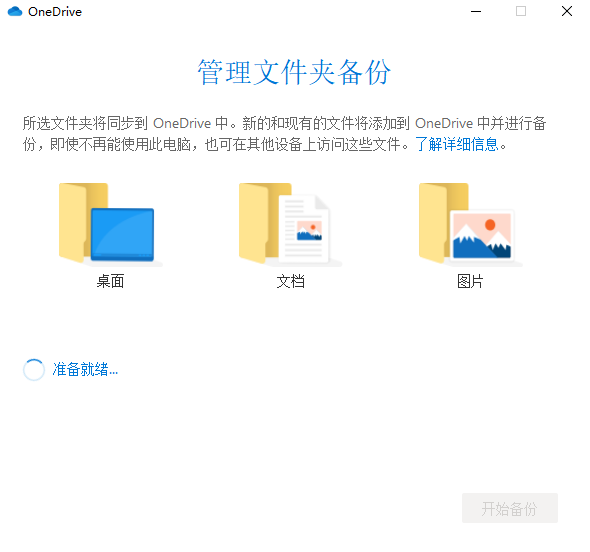 OneDrive
管理文件夹备份
所选文件夹将同步到 OneDrive 中。新的和现有的文件将添加到 OneDrive 中并进行备
份，即使不再能使用此电脑，也可在其他设备上访问这些文件。了解详细信息。
桌面 文档 图片
准备就绪...
开始备份